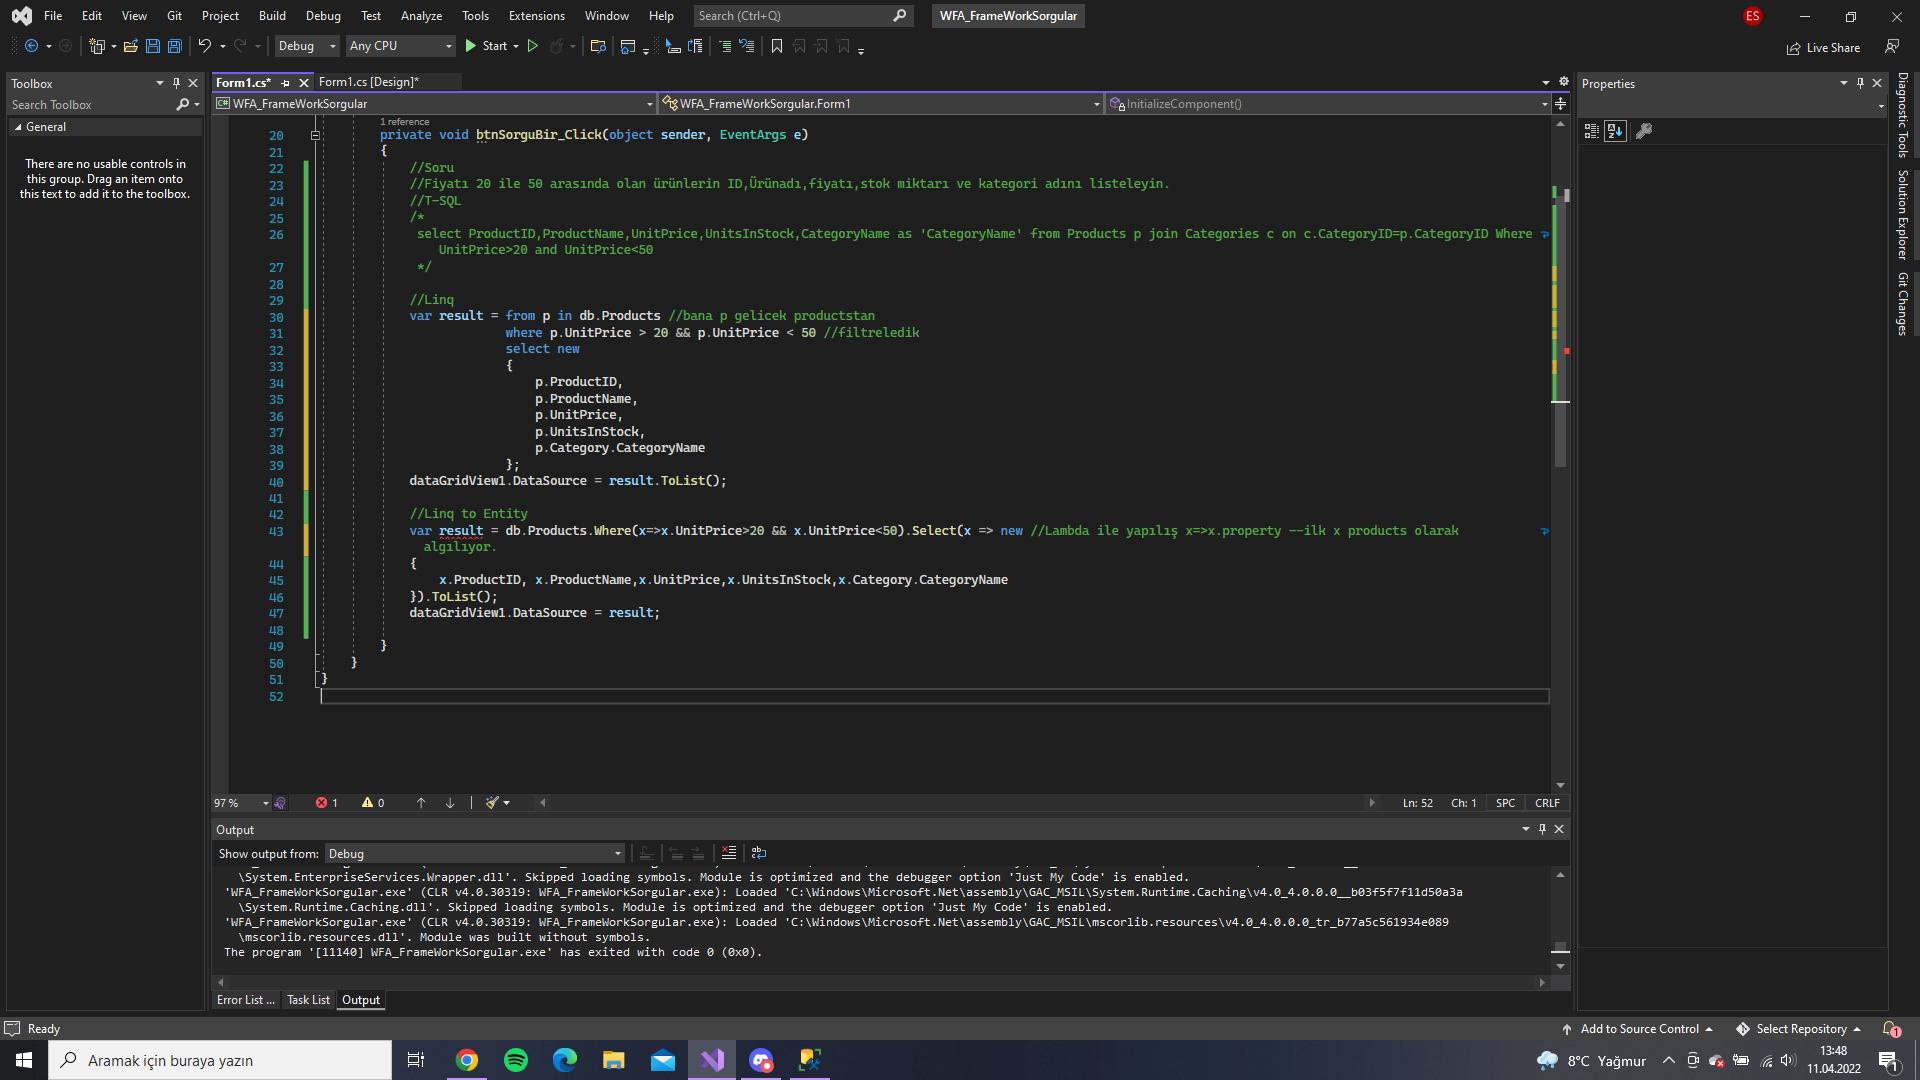 File Edit View Git Project Build Debug Test Analyze Tools Extensions Window Help Search (Ctrl+Q) WFA_FrameWorkSorgular ES
Debug Any CPU Start Live Share
Toolbox
Search Toolbox
General
There are no usable controls in
this group. Drag an item onto
this text to add it to the toolbox.
Form1.cs* Form1.cs [Design]*
WFA_FrameWorkSorgular WFA_FrameWorkSorgular.Form1 InitializeComponent()
1 reference
20 private void btnSorguBir_Click(object sender, EventArgs e)
21 {
22 //Soru
23 //Fiyatı 20 ile 50 arasında olan ürünlerin ID,Ürünadı,fiyatı,stok miktarı ve kategori adını listeleyin.
24 //T-SQL
25 /*
26 select ProductID,ProductName,UnitPrice,UnitsInStock,CategoryName as 'CategoryName' from Products p join Categories c on c.CategoryID=p.CategoryID Where
UnitPrice>20 and UnitPrice<50
27 */
28
29 //Linq
30 var result = from p in db.Products //bana p gelicek productstan
31 where p.UnitPrice > 20 && p.UnitPrice < 50 //filtreledik
32 select new
33 {
34 p.ProductID,
35 p.ProductName,
36 p.UnitPrice,
37 p.UnitsInStock,
38 p.Category.CategoryName
39 };
40 dataGridView1.DataSource = result.ToList();
41
42 //Linq to Entity
43 var result = db.Products.Where(x=>x.UnitPrice>20 && x.UnitPrice<50).Select(x => new //Lambda ile yapılış x=>x.property --ilk x products olarak
algılıyor.
44 {
45 x.ProductID, x.ProductName,x.UnitPrice,x.UnitsInStock,x.Category.CategoryName
46 }).ToList();
47 dataGridView1.DataSource = result;
48
49 }
50 }
51 }
52
97 % 1 0 Ln: 52 Ch: 1 SPC CRLF
Output
Show output from: Debug
\System.EnterpriseServices.Wrapper.dll'. Skipped loading symbols. Module is optimized and the debugger option 'Just My Code' is enabled.
'WFA_FrameWorkSorgular.exe' (CLR v4.0.30319: WFA_FrameWorkSorgular.exe): Loaded 'C:\Windows\Microsoft.Net\assembly\GAC_MSIL\System.Runtime.Caching\v4.0_4.0.0.0__b03f5f7f11d50a3a
\System.Runtime.Caching.dll'. Skipped loading symbols. Module is optimized and the debugger option 'Just My Code' is enabled.
'WFA_FrameWorkSorgular.exe' (CLR v4.0.30319: WFA_FrameWorkSorgular.exe): Loaded 'C:\Windows\Microsoft.Net\assembly\GAC_MSIL\mscorlib.resources\v4.0_4.0.0.0_tr_b77a5c561934e089
\mscorlib.resources.dll'. Module was built without symbols.
The program '[11140] WFA_FrameWorkSorgular.exe' has exited with code 0 (0x0).
Error List ... Task List Output
Properties
Diagnostic Tools
Solution Explorer
Git Changes
Ready Add to Source Control Select Repository 1
Aramak için buraya yazın
8°C Yağmur
13:48
11.04.2022
1